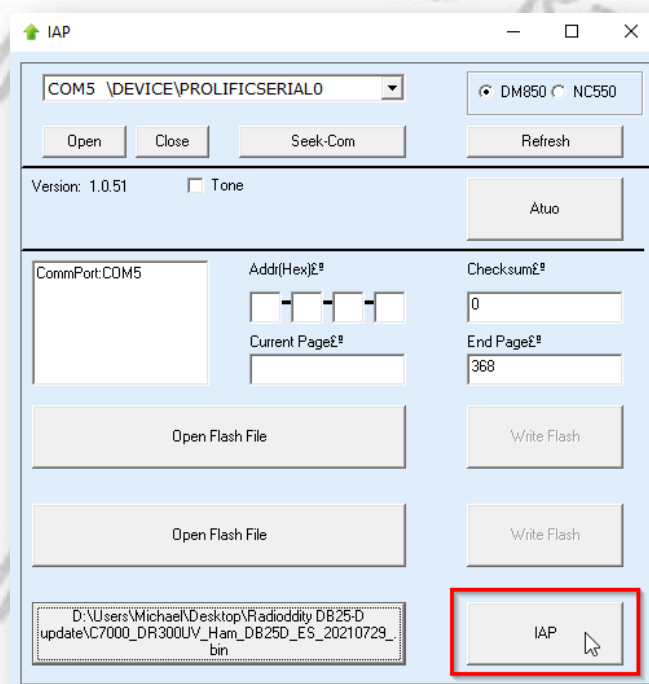 IAP
COM5 \DEVICE\PROLIFICSERIAL0
DM850 NC550
Open Close Seek-Com Refresh
Version: 1.0.51 Tone
Atuo
CommPort:COM5
Addr(Hex)£º
Checksum£º
0
Current Page£º
End Page£º
368
Open Flash File
Write Flash
Open Flash File
Write Flash
D:\Users\Michael\Desktop\Radioddity DB25-D
update\C7000_DR300UV_Ham_DB25D_ES_20210729_.
bin
IAP